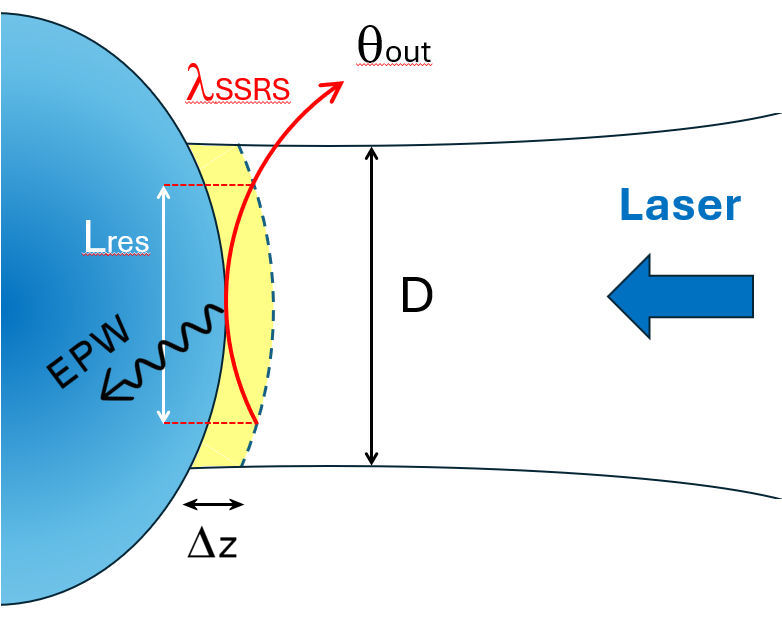 θout
λSSRS
Laser
Lres
D
EPW
Δz